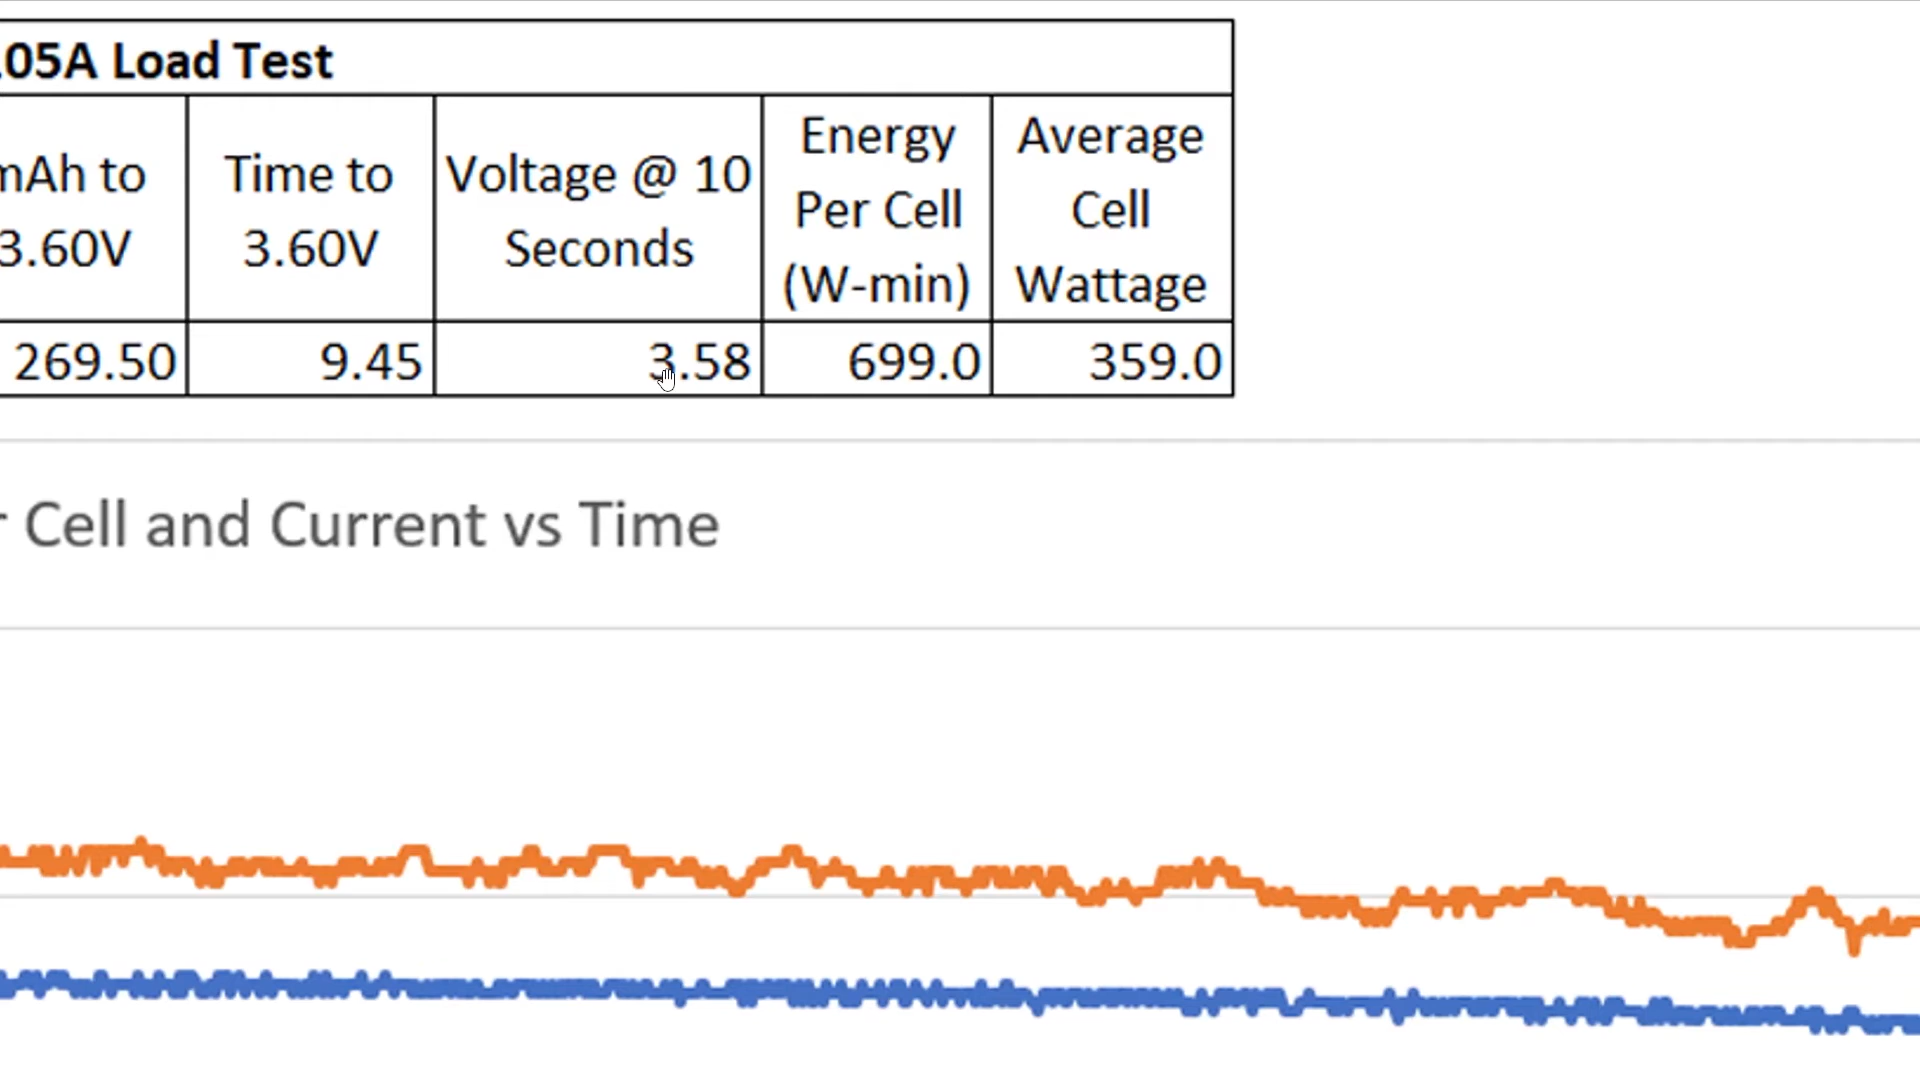 .05A Load Test
mAh to 3.60V
Time to 3.60V
Voltage @ 10 Seconds
Energy Per Cell (W-min)
Average Cell Wattage
269.50
9.45
3.58
699.0
359.0
r Cell and Current vs Time